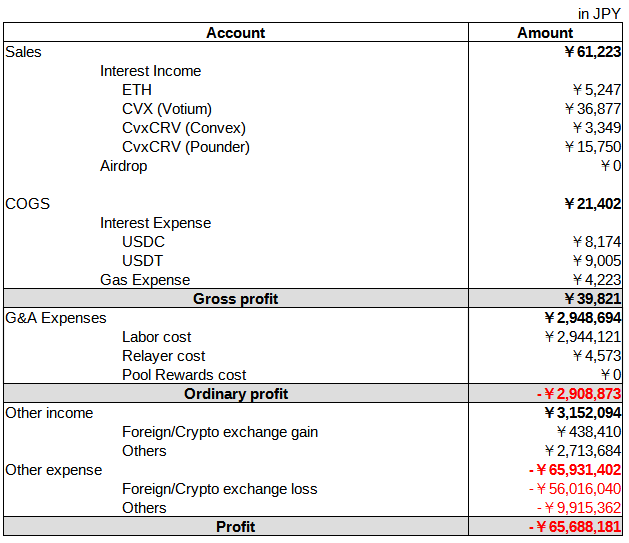 in JPY
Account Amount
Sales ¥61,223
Interest Income
ETH ¥5,247
CVX (Votium) ¥36,877
CvxCRV (Convex) ¥3,349
CvxCRV (Pounder) ¥15,750
Airdrop ¥0
COGS ¥21,402
Interest Expense
USDC ¥8,174
USDT ¥9,005
Gas Expense ¥4,223
Gross profit ¥39,821
G&A Expenses ¥2,948,694
Labor cost ¥2,944,121
Relayer cost ¥4,573
Pool Rewards cost ¥0
Ordinary profit -¥2,908,873
Other income ¥3,152,094
Foreign/Crypto exchange gain ¥438,410
Others ¥2,713,684
Other expense -¥65,931,402
Foreign/Crypto exchange loss -¥56,016,040
Others -¥9,915,362
Profit -¥65,688,181